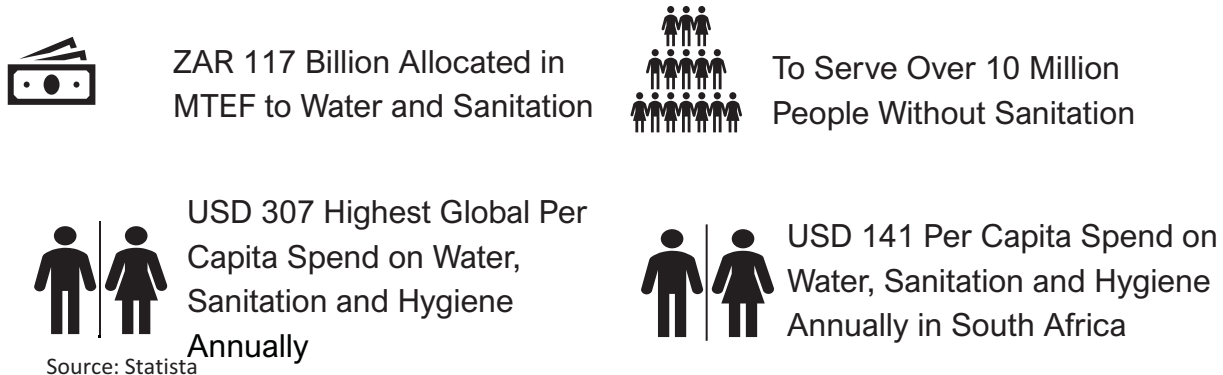 ZAR 117 Billion Allocated in
MTEF to Water and Sanitation
To Serve Over 10 Million
People Without Sanitation
USD 307 Highest Global Per
Capita Spend on Water,
Sanitation and Hygiene
Annually
USD 141 Per Capita Spend on
Water, Sanitation and Hygiene
Annually in South Africa
Source: Statista